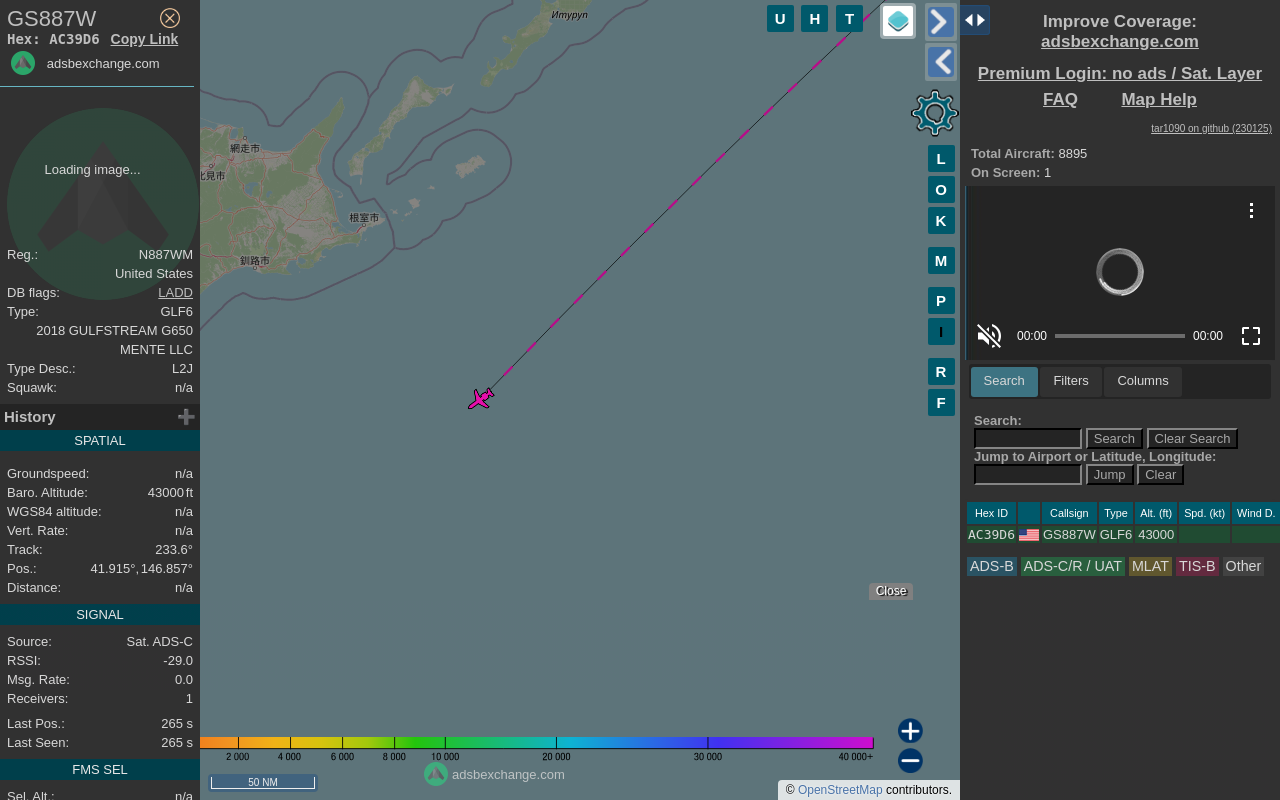 GS887W
Hex: AC39D6 Copy Link
adsbexchange.com
Loading image...
Reg.: N887WM
United States
DB flags: LADD
Type: GLF6
2018 GULFSTREAM G650
MENTE LLC
Type Desc.: L2J
Squawk: n/a
History
SPATIAL
Groundspeed: n/a
Baro. Altitude: 43000 ft
WGS84 altitude: n/a
Vert. Rate: n/a
Track: 233.6°
Pos.: 41.915°, 146.857°
Distance: n/a
SIGNAL
Source: Sat. ADS-C
RSSI: -29.0
Msg. Rate: 0.0
Receivers: 1
Last Pos.: 265 s
Last Seen: 265 s
FMS SEL
Sel. Alt.: n/a
Итуруп
網走市
北見市
根室市
釧路市
U H T
L
O
K
M
P
I
R
F
Close
2 000 4 000 6 000 8 000 10 000 20 000 30 000 40 000+
adsbexchange.com
50 NM
© OpenStreetMap contributors.
Improve Coverage:
adsbexchange.com
Premium Login: no ads / Sat. Layer
FAQ Map Help
tar1090 on github (230125)
Total Aircraft: 8895
On Screen: 1
00:00 00:00
Search Filters Columns
Search:
Search Clear Search
Jump to Airport or Latitude, Longitude:
Jump Clear
Hex ID Callsign Type Alt. (ft) Spd. (kt) Wind D.
AC39D6 GS887W GLF6 43000
ADS-B ADS-C/R / UAT MLAT TIS-B Other